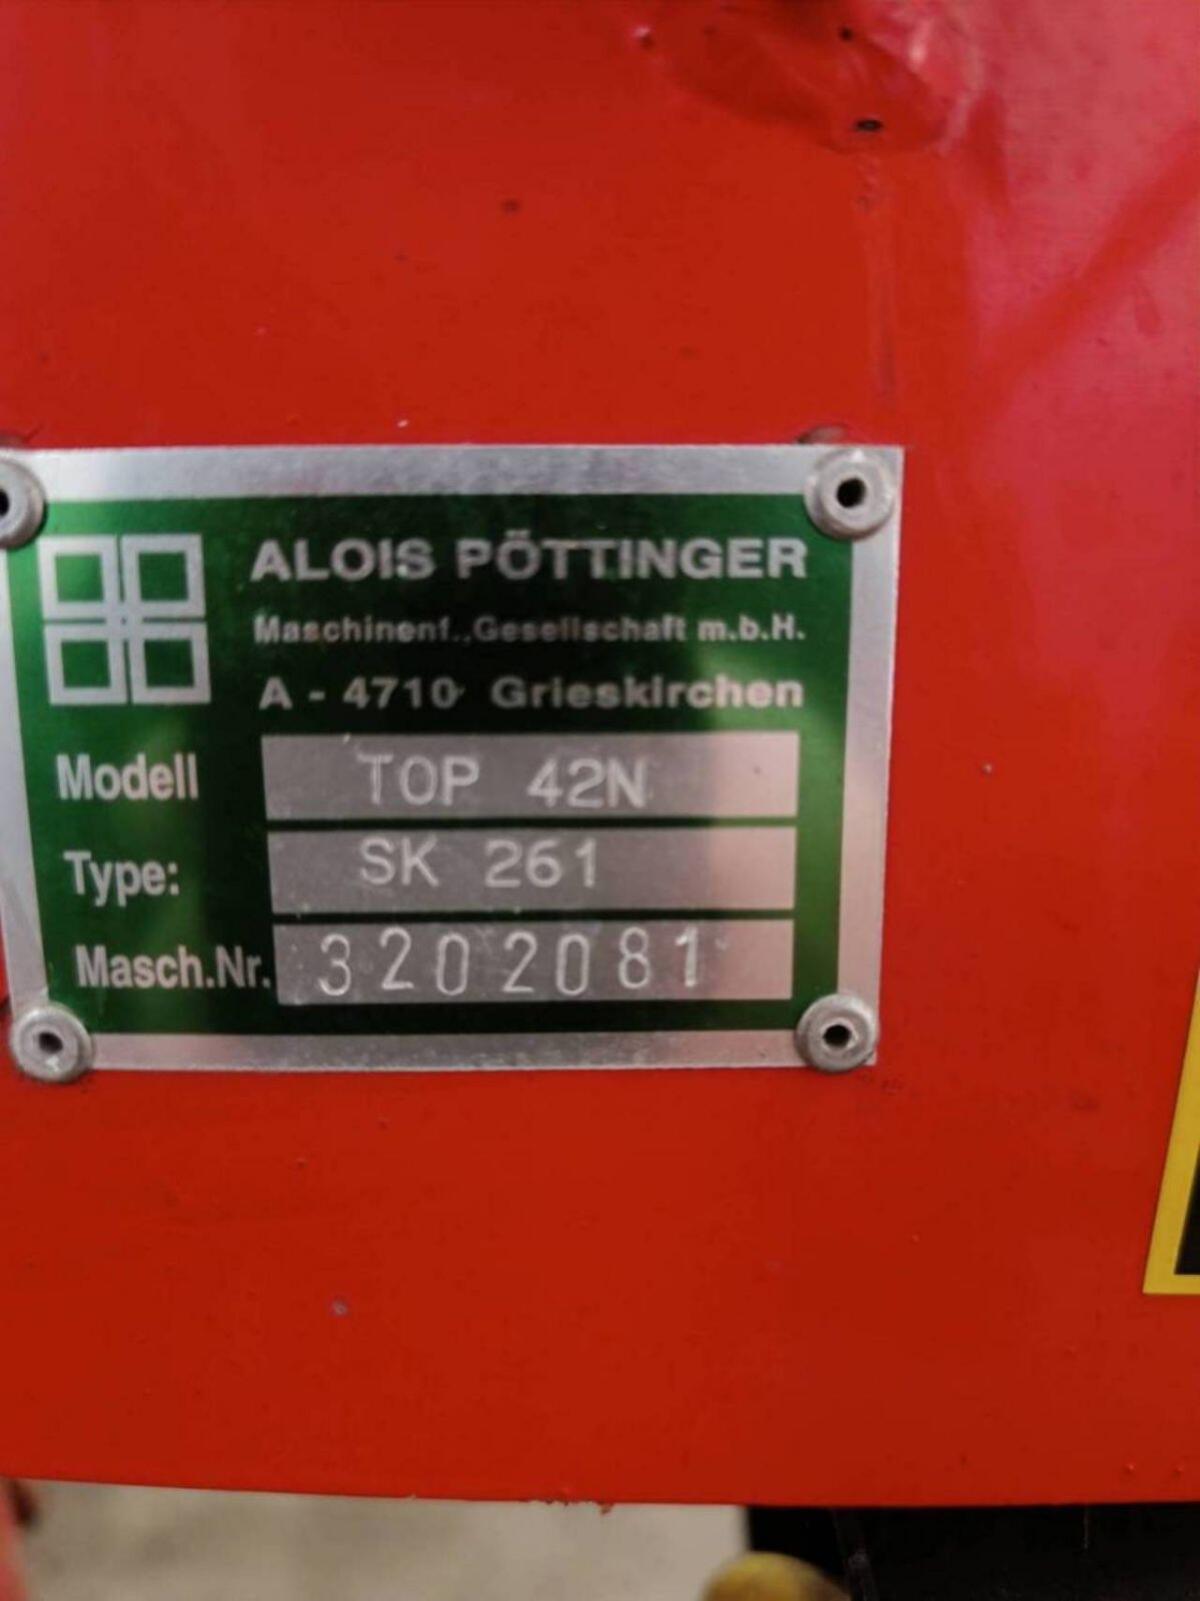 ALOIS PÖTTINGER
Maschinenf.,Gesellschaft m.b.H.
A - 4710 Grieskirchen
Modell TOP 42N
Type: SK 261
Masch.Nr. 3202081